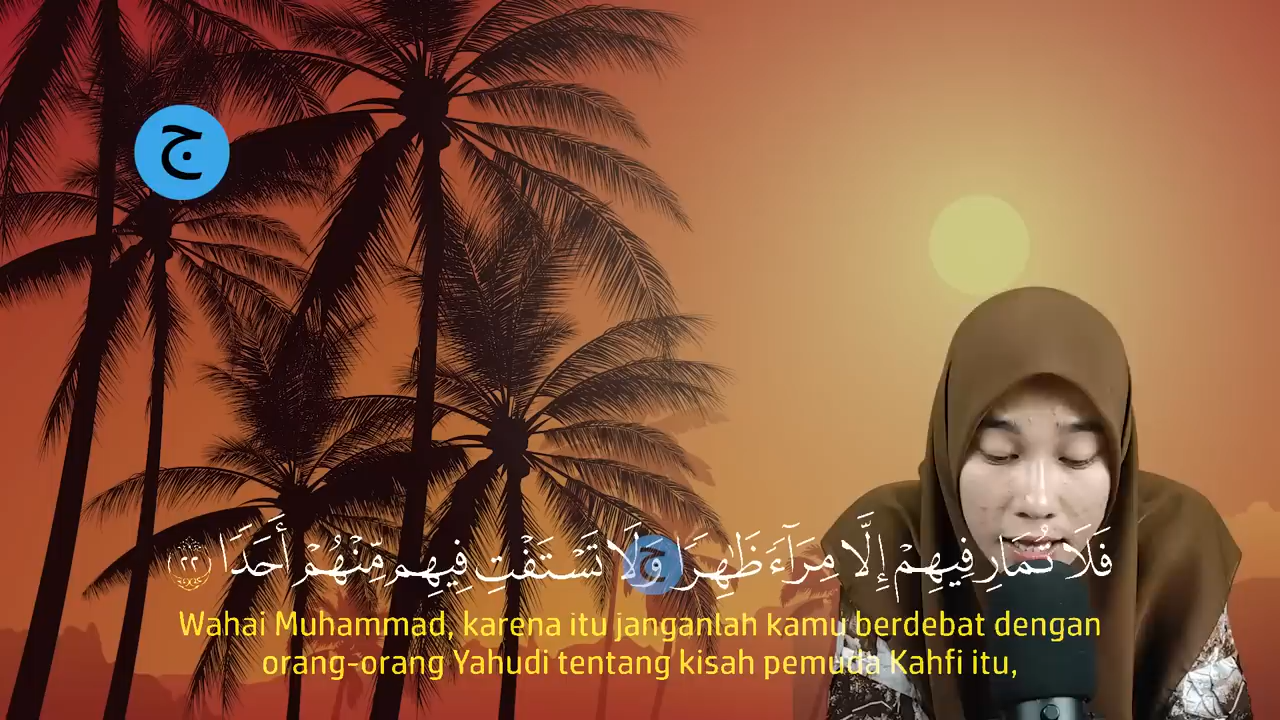 ج
فَلَا تُمَارِ فِيهِمْ إِلَّا مِرَآءً ظَٰهِرًا ج وَلَا تَسْتَفْتِ فِيهِم مِّنْهُمْ أَحَدًا ﴿٢٢﴾
Wahai Muhammad, karena itu janganlah kamu berdebat dengan
orang-orang Yahudi tentang kisah pemuda Kahfi itu,